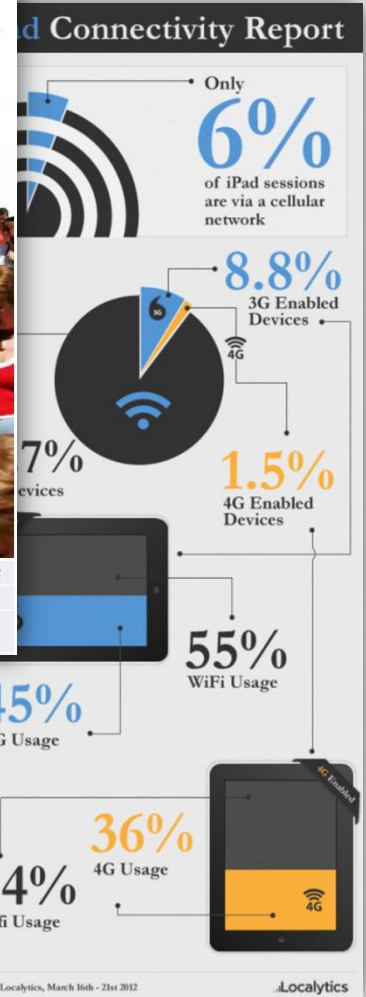 d Connectivity Report
Only
6%
of iPad sessions
are via a cellular
network
8.8%
3G Enabled
Devices
3G
4G
7%
evices
1.5%
4G Enabled
Devices
55%
WiFi Usage
45%
G Usage
4G Enabled
36%
4G Usage
4%
fi Usage
4G
Localytics, March 16th - 21st 2012
Localytics